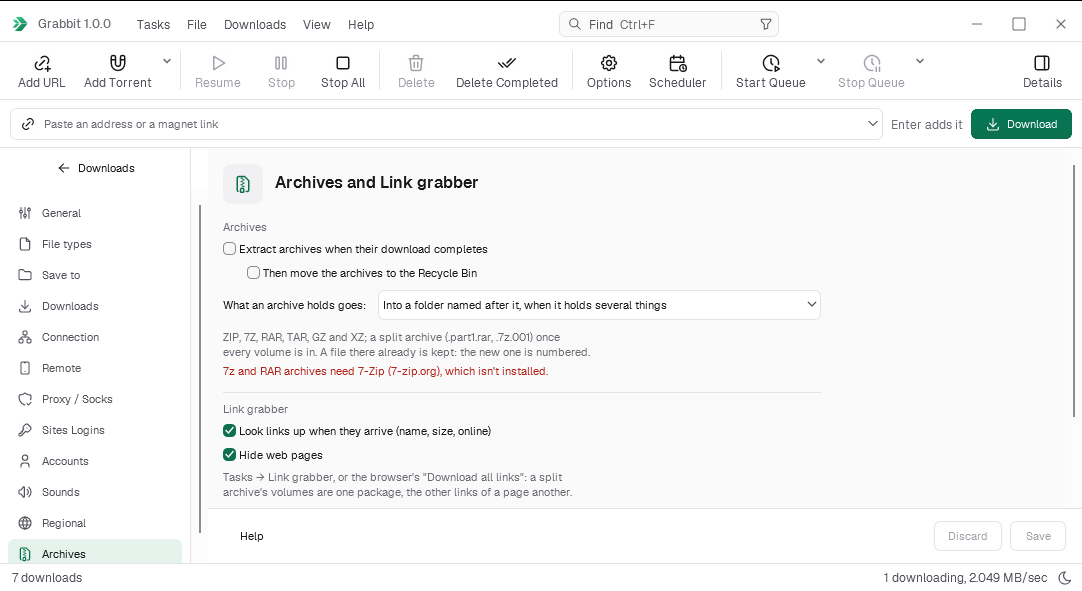 Grabbit 1.0.0
Tasks
File
Downloads
View
Help
Find Ctrl+F
Add URL
Add Torrent
Resume
Stop
Stop All
Delete
Delete Completed
Options
Scheduler
Start Queue
Stop Queue
Details
Paste an address or a magnet link
Enter adds it
Download
Downloads
General
File types
Save to
Downloads
Connection
Remote
Proxy / Socks
Sites Logins
Accounts
Sounds
Regional
Archives
Archives and Link grabber
Archives
Extract archives when their download completes
Then move the archives to the Recycle Bin
What an archive holds goes: Into a folder named after it, when it holds several things
ZIP, 7Z, RAR, TAR, GZ and XZ; a split archive (.part1.rar, .7z.001) once
every volume is in. A file there already is kept: the new one is numbered.
7z and RAR archives need 7-Zip (7-zip.org), which isn't installed.
Link grabber
Look links up when they arrive (name, size, online)
Hide web pages
Tasks → Link grabber, or the browser's "Download all links": a split
archive's volumes are one package, the other links of a page another.
Help
Discard
Save
7 downloads
1 downloading, 2.049 MB/sec